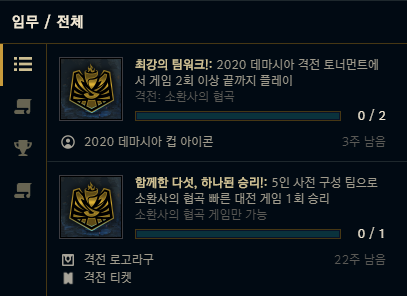 임무 / 전체
최강의 팀워크!: 2020 데마시아 격전 토너먼트에
서 게임 2회 이상 끝까지 플레이
격전: 소환사의 협곡
0 / 2
2020 데마시아 컵 아이콘
3주 남음
함께한 다섯, 하나된 승리!: 5인 사전 구성 팀으로
소환사의 협곡 빠른 대전 게임 1회 승리
소환사의 협곡 게임만 가능
0 / 1
격전 로고라구
22주 남음
격전 티켓